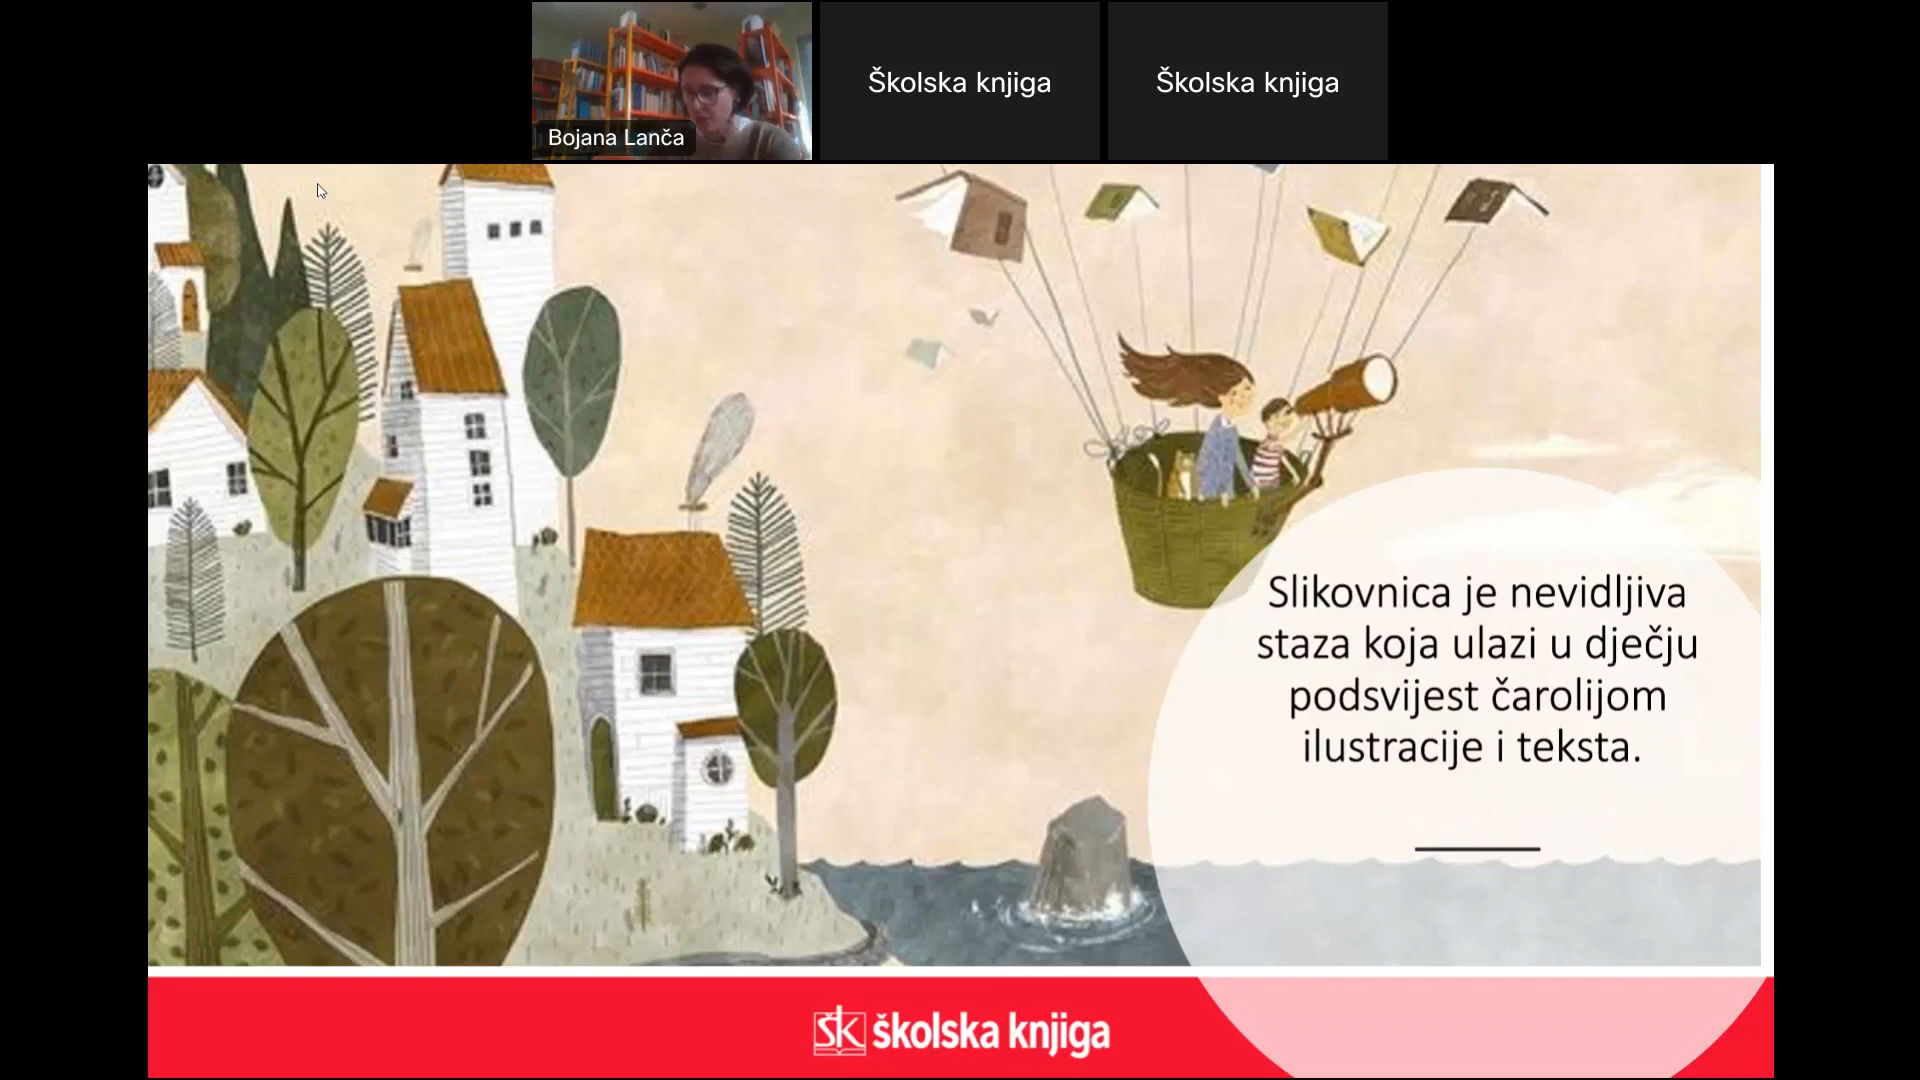 Bojana Lanča
Školska knjiga
Školska knjiga
Slikovnica je nevidljiva
staza koja ulazi u dječju
podsvijest čarolijom
ilustracije i teksta.
ŠK školska knjiga